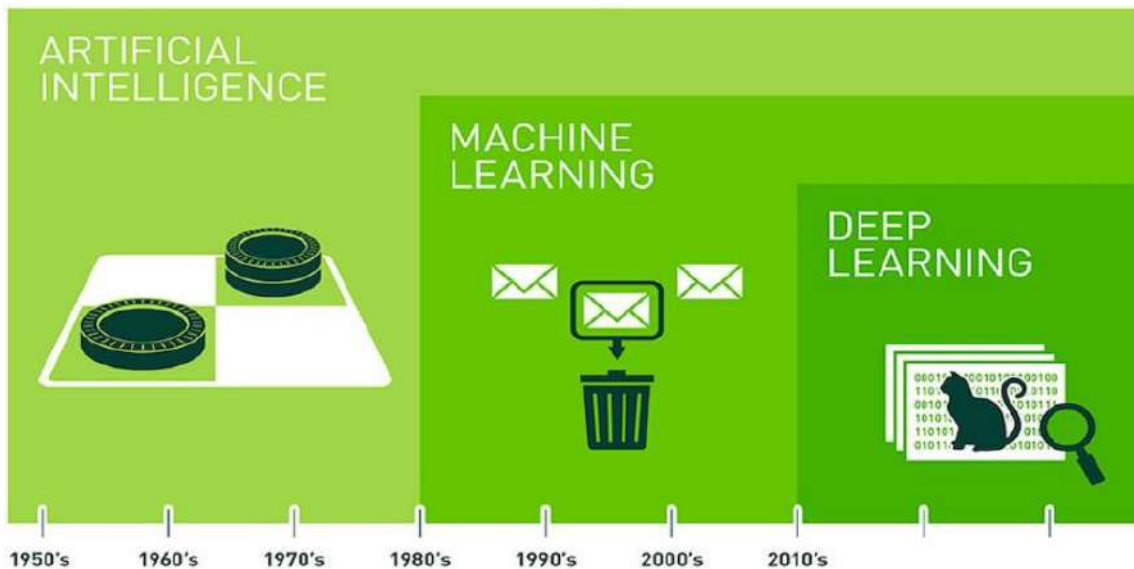 ARTIFICIAL
INTELLIGENCE
MACHINE
LEARNING
DEEP
LEARNING
1950's
1960's
1970's
1980's
1990's
2000's
2010's